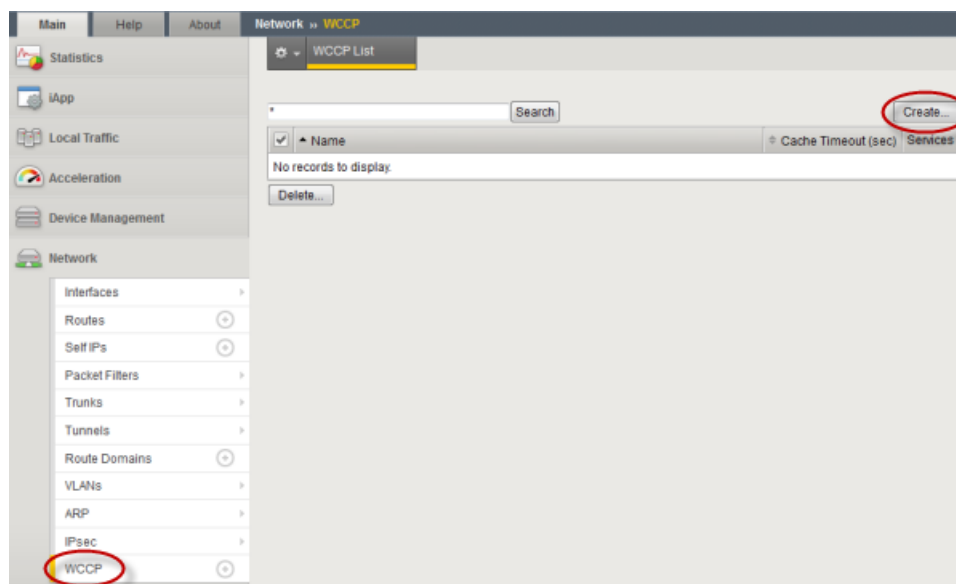 Main Help About Network » WCCP
Statistics
WCCP List
iApp
* Search Create...
Local Traffic
Name Cache Timeout (sec) Services
No records to display.
Acceleration
Delete...
Device Management
Network
Interfaces
Routes
Self IPs
Packet Filters
Trunks
Tunnels
Route Domains
VLANs
ARP
IPsec
WCCP